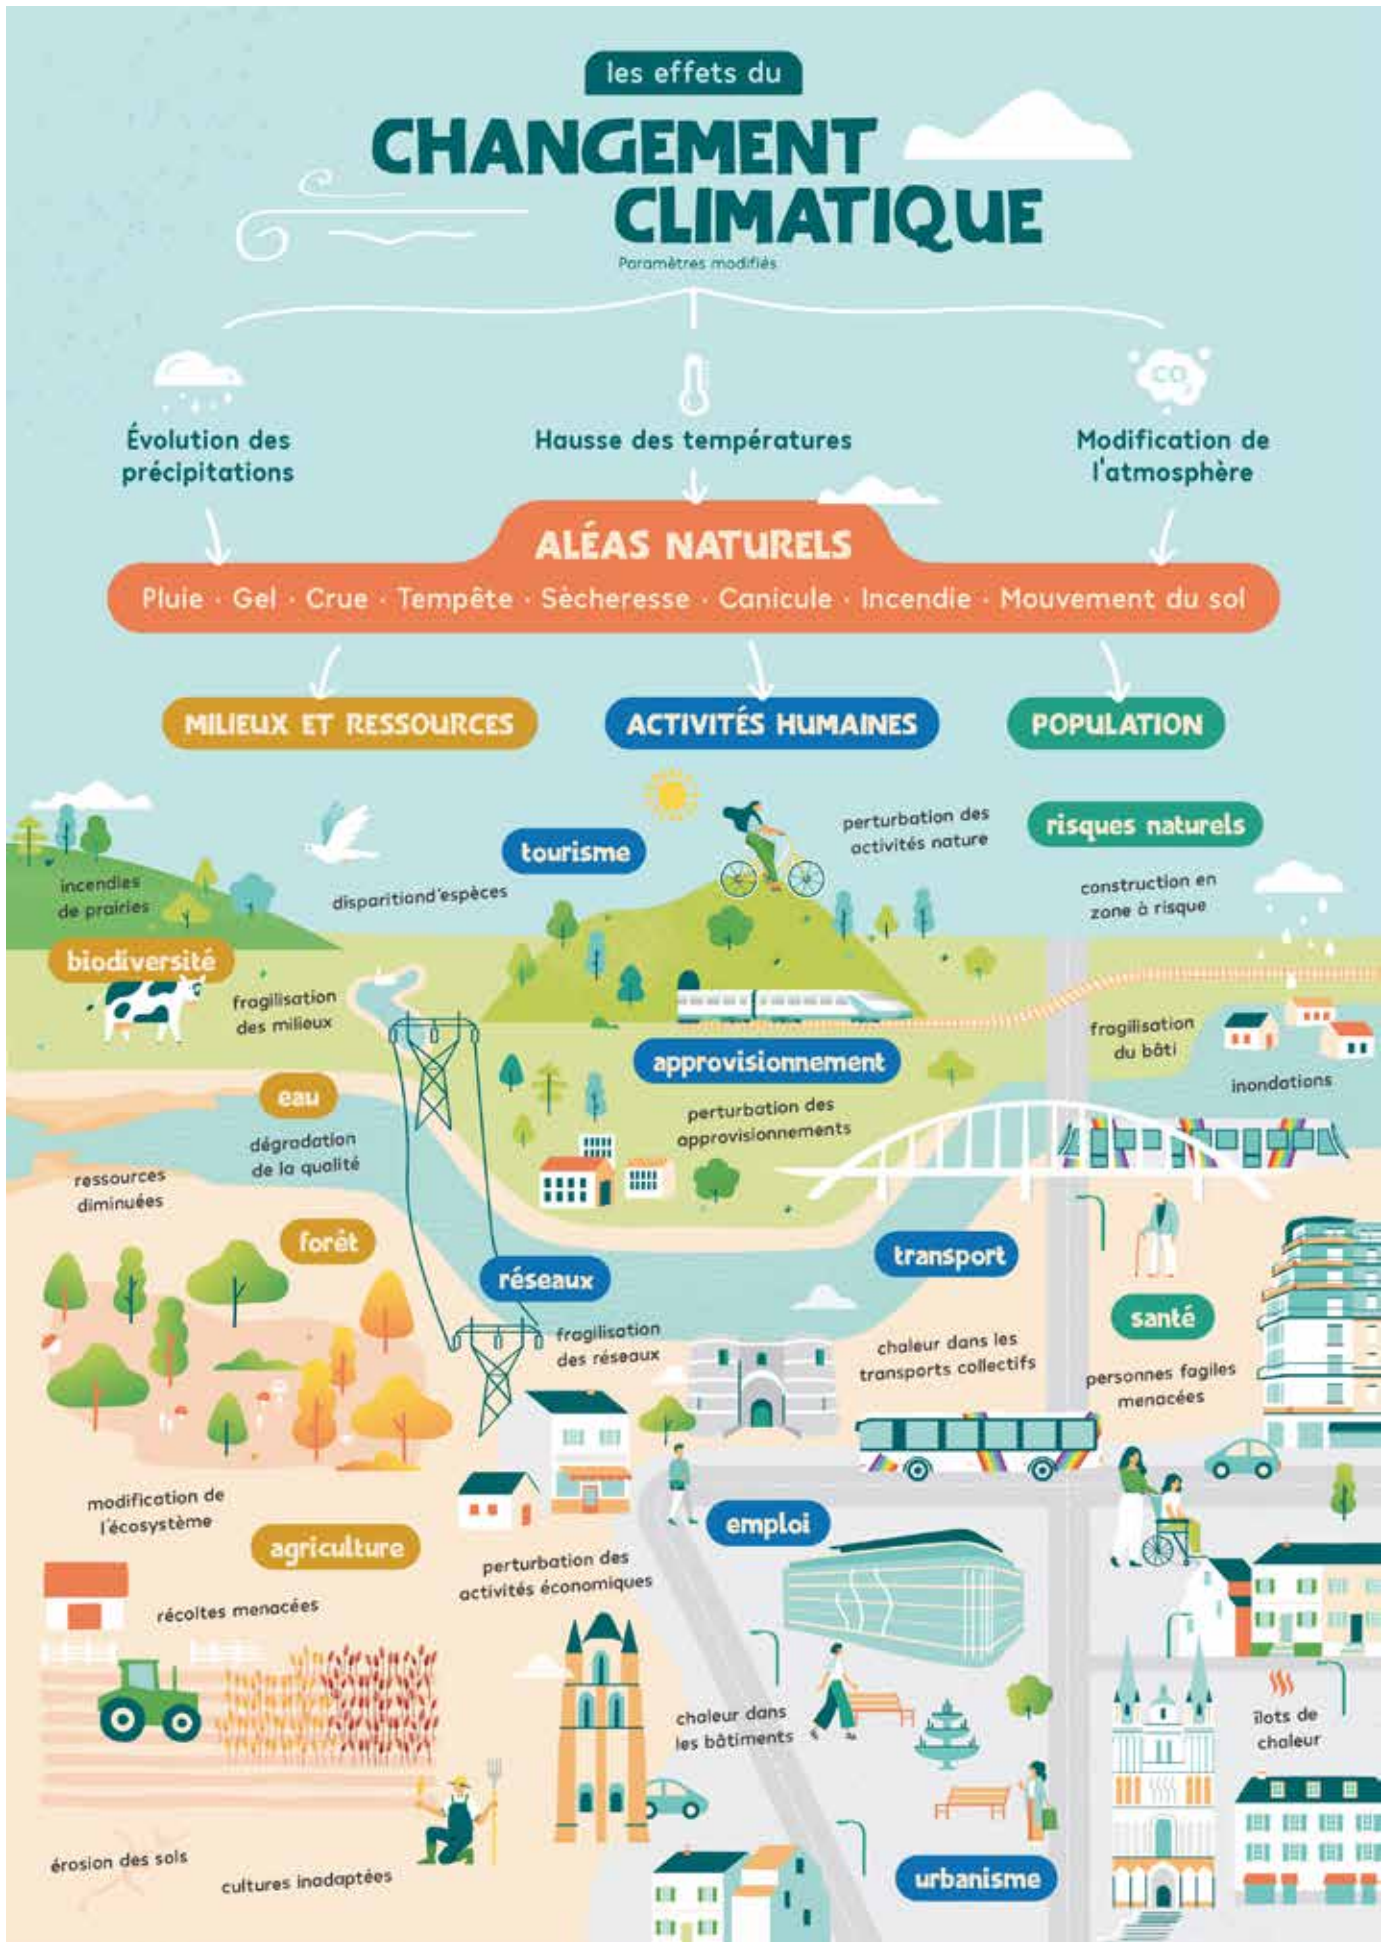 les effets du
CHANGEMENT
CLIMATIQUE
Paramètres modifiés
CO
Évolution des
précipitations
Hausse des températures
Modification de
l'atmosphère
ALÉAS NATURELS
Pluie · Gel · Crue · Tempête · Sècheresse · Canicule · Incendie · Mouvement du sol
MILIEUX ET RESSOURCES
ACTIVITÉS HUMAINES
POPULATION
tourisme
perturbation des
activités nature
risques naturels
incendies
de prairies
disparitiond'espèces
construction en
zone à risque
biodiversité
fragilisation
des milieux
approvisionnement
fragilisation
du bâti
inondations
eau
dégradation
de la qualité
perturbation des
approvisionnements
ressources
diminuées
forêt
réseaux
transport
fragilisation
des réseaux
chaleur dans les
transports collectifs
santé
personnes fagiles
menacées
modification de
l'écosystème
agriculture
emploi
perturbation des
activités économiques
récoltes menacées
chaleur dans
les bâtiments
îlots de
chaleur
érosion des sols
cultures inadaptées
urbanisme